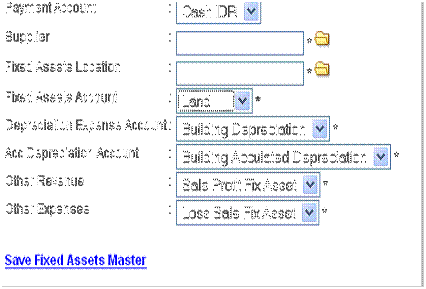 Payment Account : Cash IDR
Supplier : *
Fixed Assets Location : *
Fixed Assets Account : Land *
Depreciation Expense Account : Building Depreciation *
Acc Depreciation Account : Building Acculated Depreciation *
Other Revenue : Sale Profit Fix Asset *
Other Expenses : Loss Sale Fix Asset *
Save Fixed Assets Master